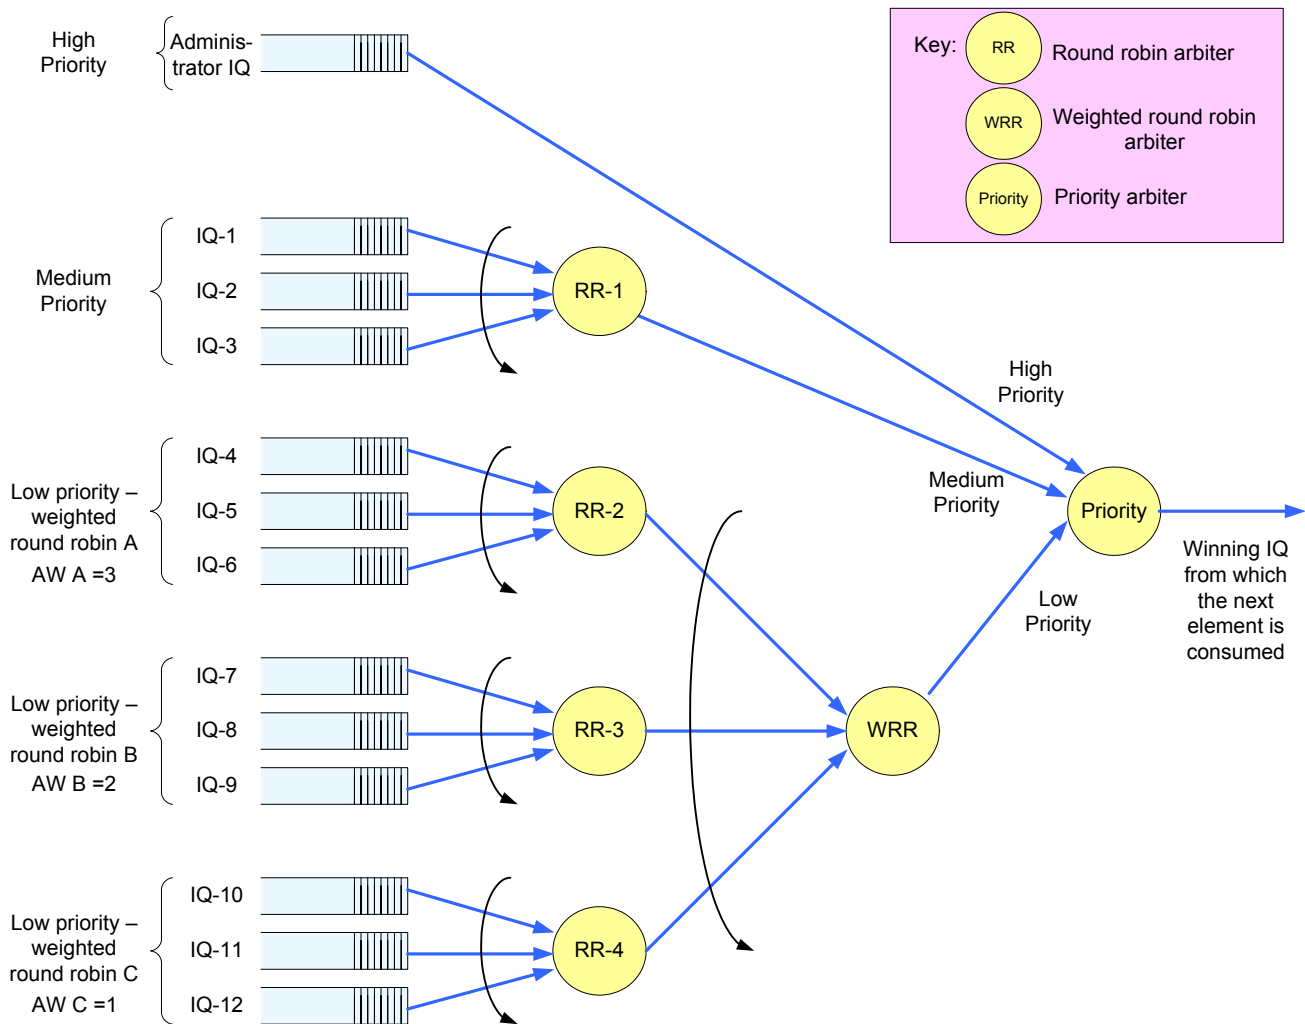 High
Priority
Adminis-
trator IQ
Key:
RR
Round robin arbiter
WRR
Weighted round robin
arbiter
Priority
Priority arbiter
Medium
Priority
IQ-1
IQ-2
IQ-3
RR-1
High
Priority
Low priority –
weighted
round robin A
AW A =3
IQ-4
IQ-5
IQ-6
RR-2
Medium
Priority
Priority
Winning IQ
from which
the next
element is
consumed
Low
Priority
Low priority –
weighted
round robin B
AW B =2
IQ-7
IQ-8
IQ-9
RR-3
WRR
Low priority –
weighted
round robin C
AW C =1
IQ-10
IQ-11
IQ-12
RR-4